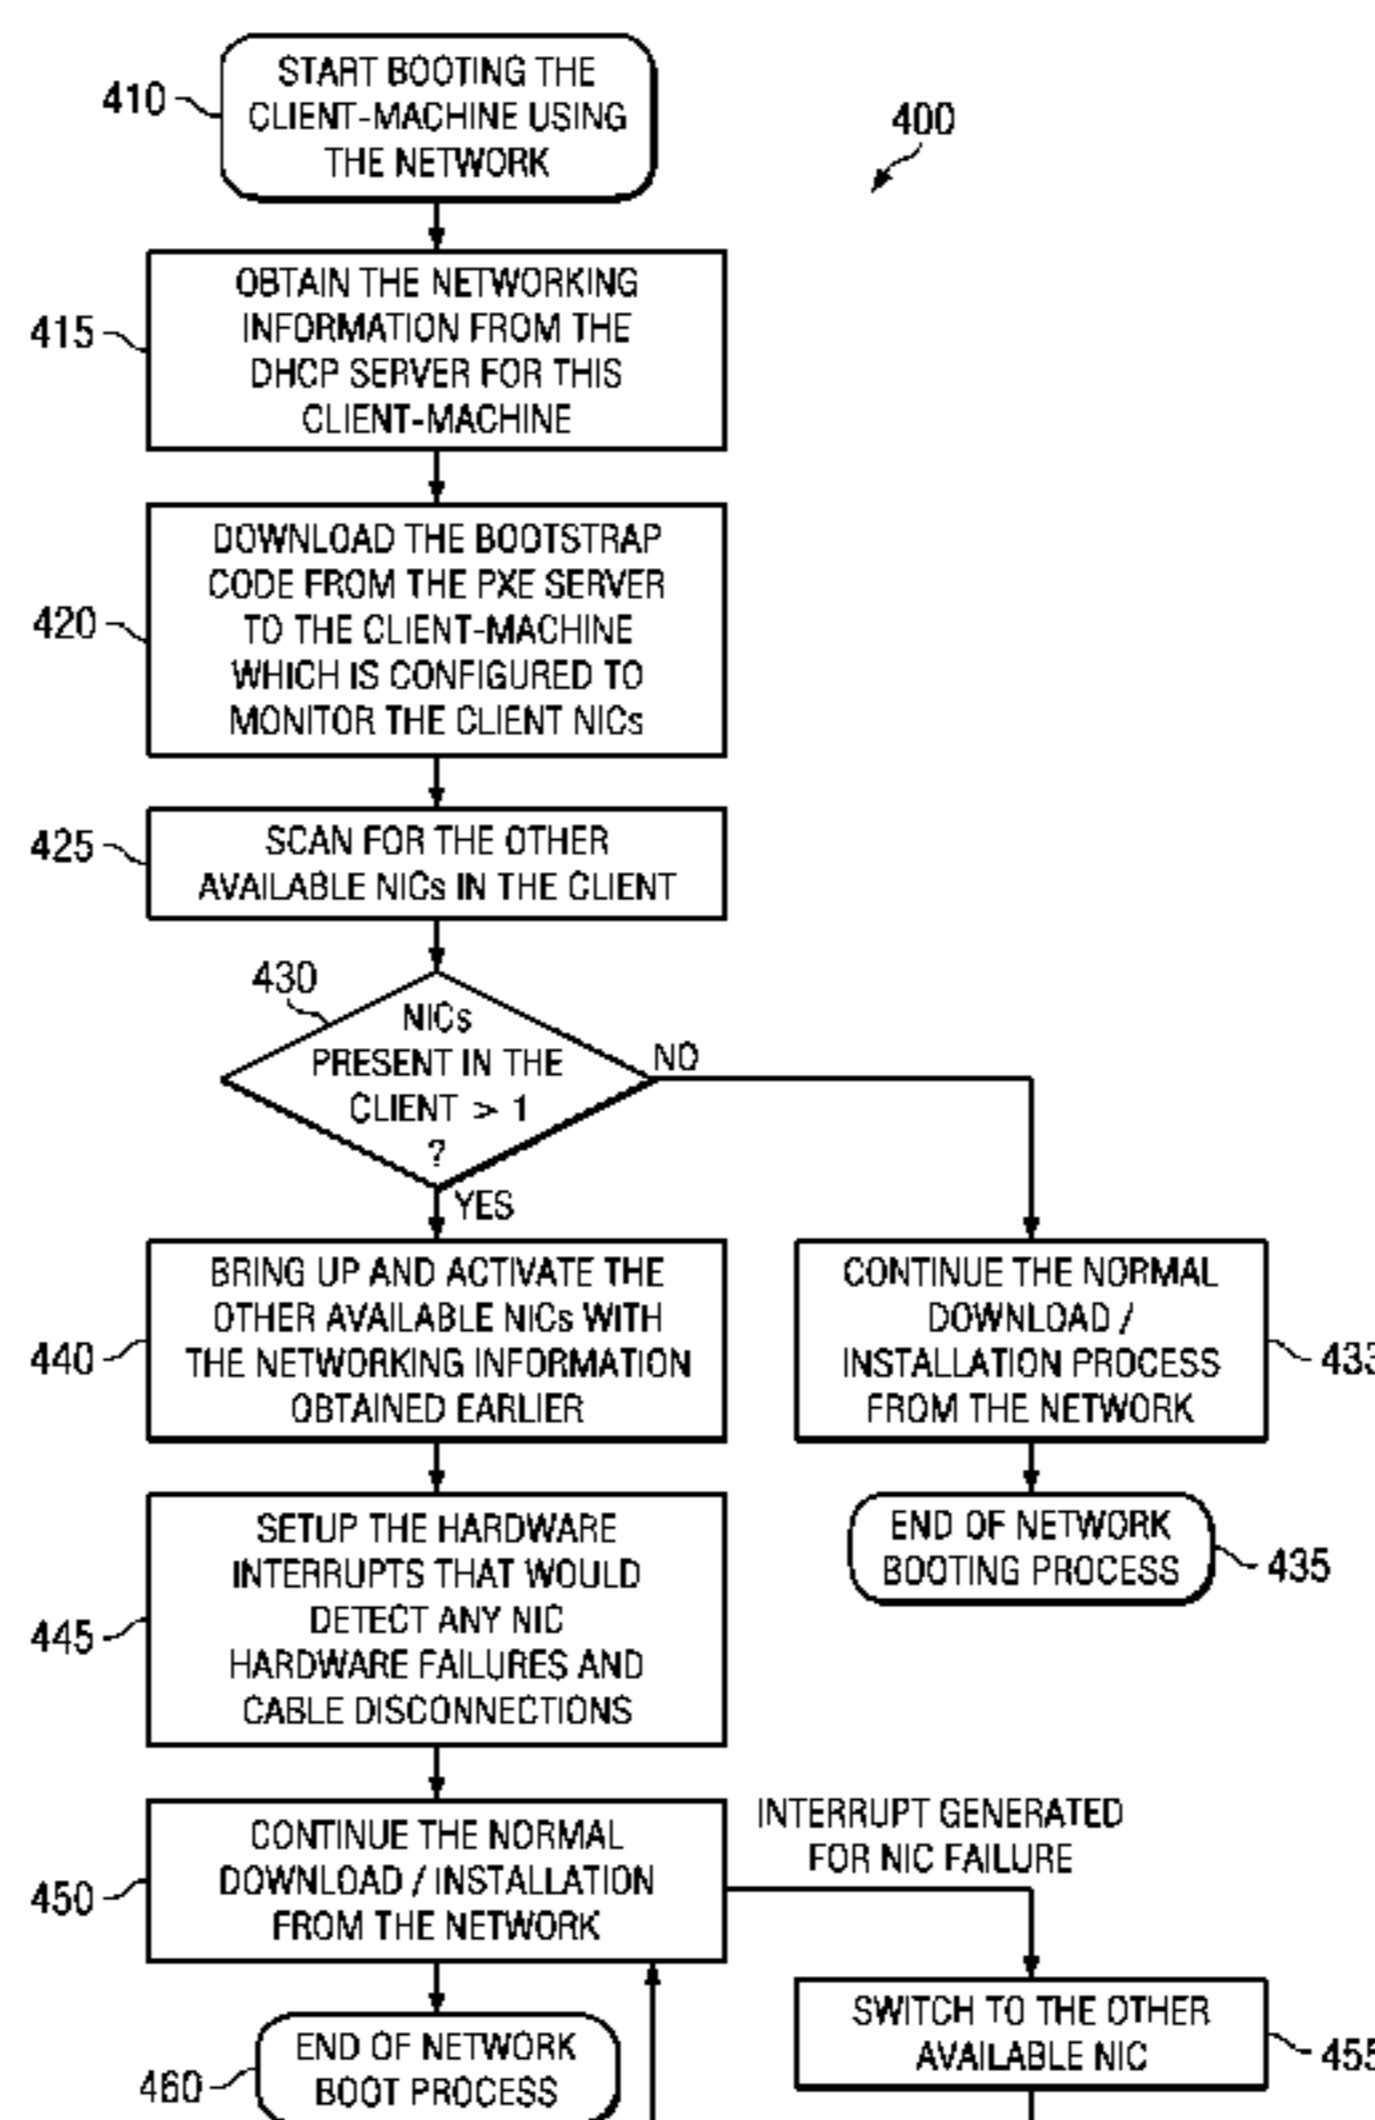 410
START BOOTING THE
CLIENT-MACHINE USING
THE NETWORK
400
415
OBTAIN THE NETWORKING
INFORMATION FROM THE
DHCP SERVER FOR THIS
CLIENT-MACHINE
420
DOWNLOAD THE BOOTSTRAP
CODE FROM THE PXE SERVER
TO THE CLIENT-MACHINE
WHICH IS CONFIGURED TO
MONITOR THE CLIENT NICs
425
SCAN FOR THE OTHER
AVAILABLE NICs IN THE CLIENT
430
NICs
PRESENT IN THE
CLIENT > 1
?
NO
YES
440
BRING UP AND ACTIVATE THE
OTHER AVAILABLE NICs WITH
THE NETWORKING INFORMATION
OBTAINED EARLIER
CONTINUE THE NORMAL
DOWNLOAD /
INSTALLATION PROCESS
FROM THE NETWORK
433
END OF NETWORK
BOOTING PROCESS
435
445
SETUP THE HARDWARE
INTERRUPTS THAT WOULD
DETECT ANY NIC
HARDWARE FAILURES AND
CABLE DISCONNECTIONS
450
CONTINUE THE NORMAL
DOWNLOAD / INSTALLATION
FROM THE NETWORK
INTERRUPT GENERATED
FOR NIC FAILURE
SWITCH TO THE OTHER
AVAILABLE NIC
455
460
END OF NETWORK
BOOT PROCESS